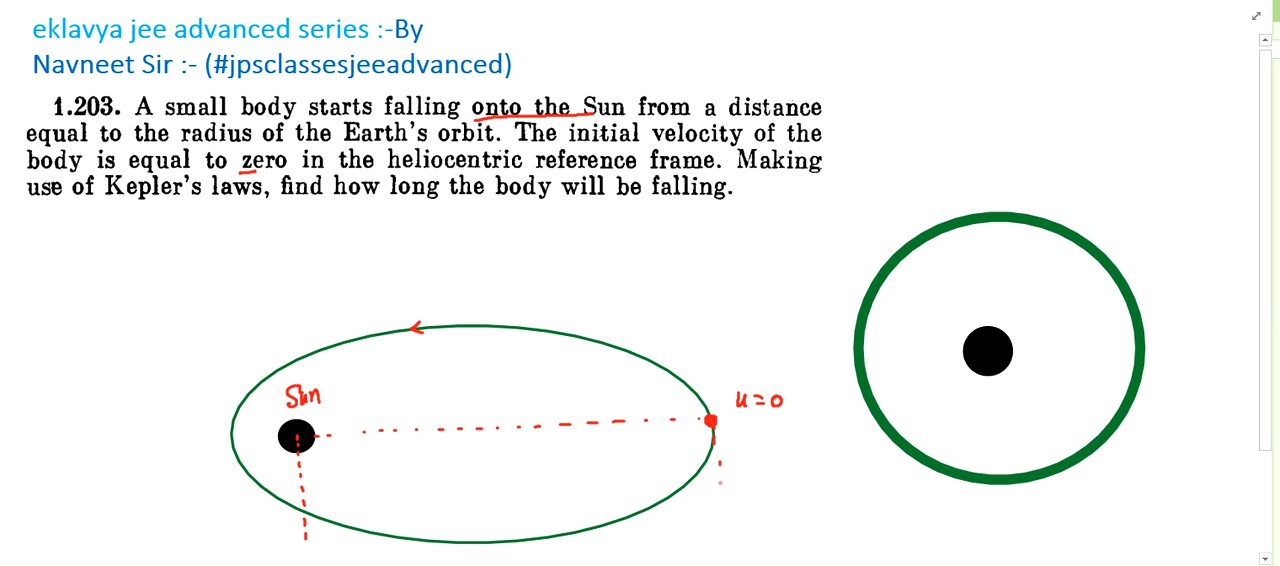 eklavya jee advanced series :-By
Navneet Sir :- (#jpsclassesjeeadvanced)
1.203. A small body starts falling onto the Sun from a distance
equal to the radius of the Earth's orbit. The initial velocity of the
body is equal to zero in the heliocentric reference frame. Making
use of Kepler's laws, find how long the body will be falling.
Sun
u=0